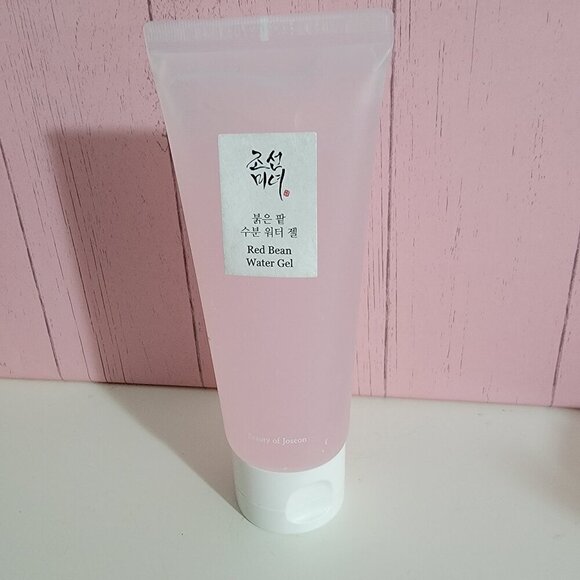 조선
미녀
붉은 팥
수분 워터 젤
Red Bean
Water Gel
Beauty of Joseon